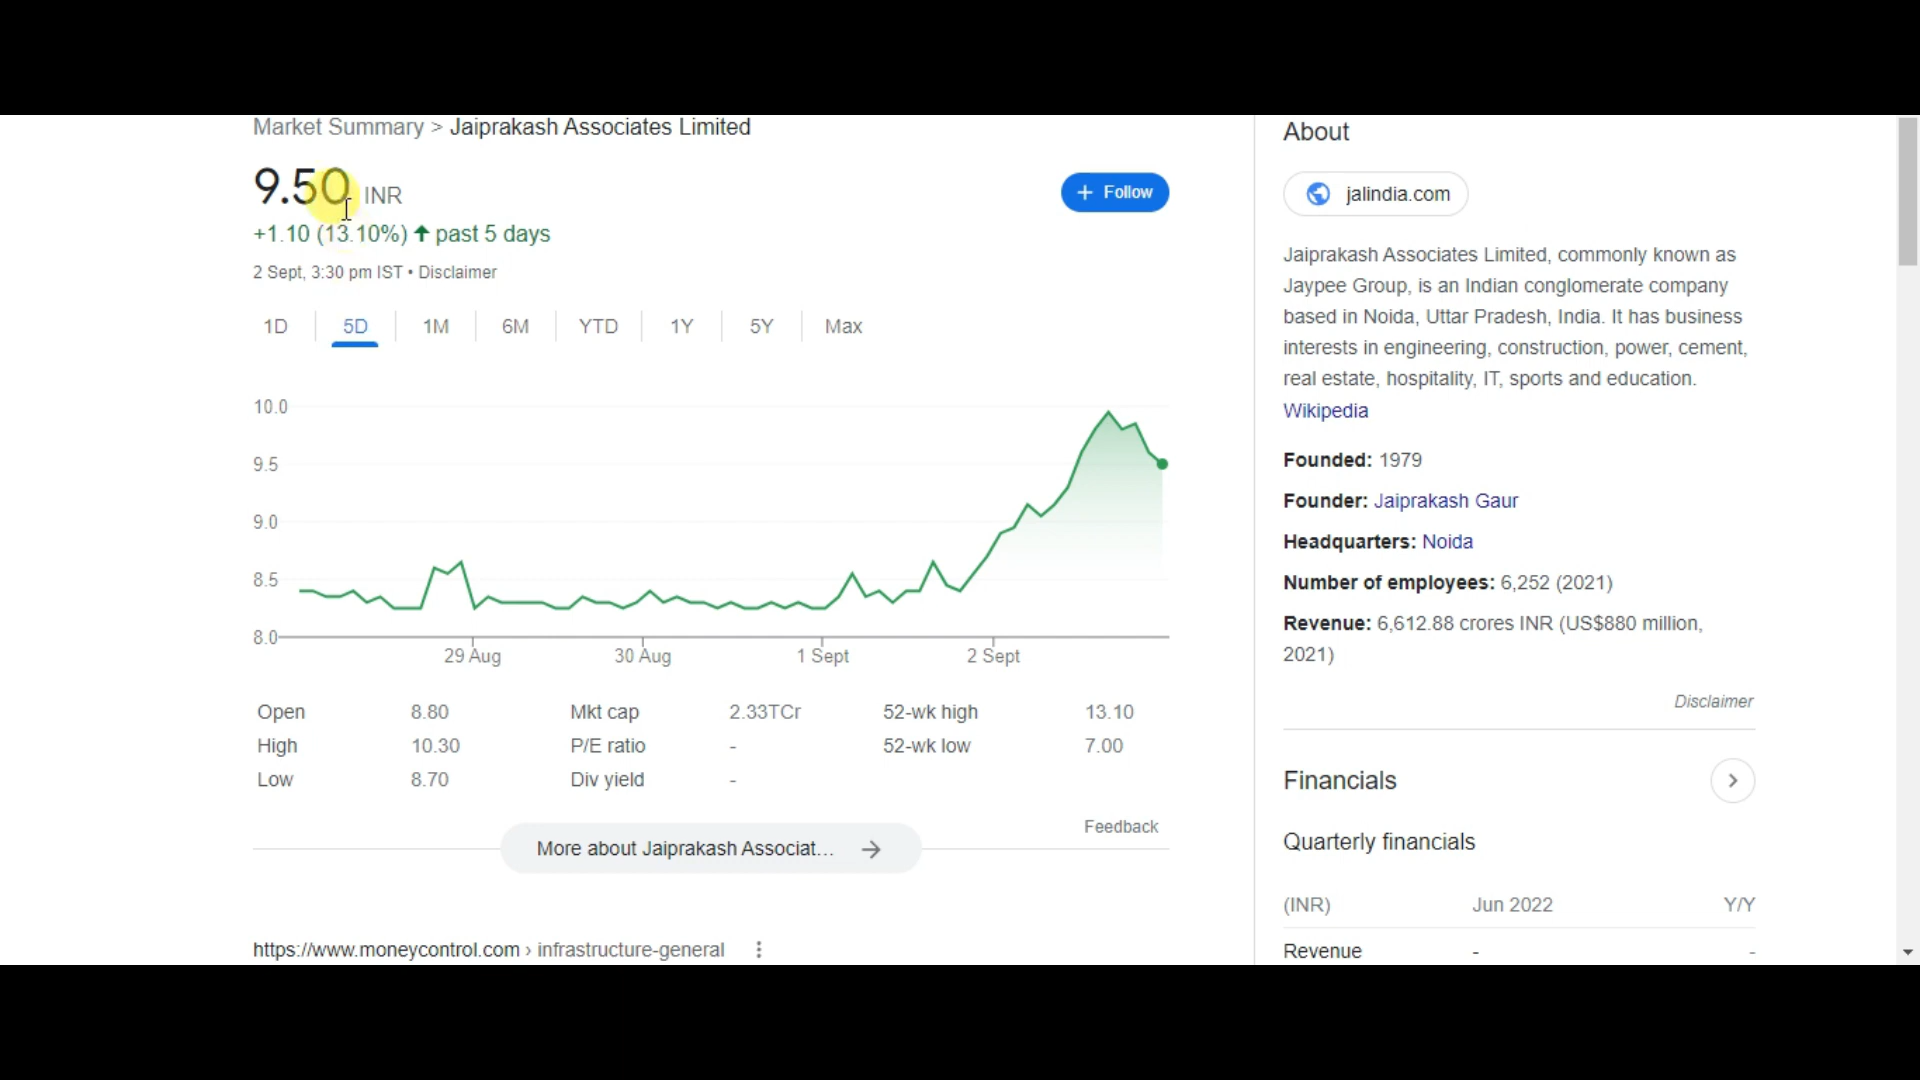 Market Summary > Jaiprakash Associates Limited
9.50 INR
+ Follow
+1.10 (13.10%) ↑ past 5 days
2 Sept, 3:30 pm IST • Disclaimer
1D 5D 1M 6M YTD 1Y 5Y Max
10.0
9.5
9.0
8.5
8.0
29 Aug 30 Aug 1 Sept 2 Sept
Open 8.80 Mkt cap 2.33TCr 52-wk high 13.10
High 10.30 P/E ratio - 52-wk low 7.00
Low 8.70 Div yield -
Feedback
More about Jaiprakash Associat... →
https://www.moneycontrol.com › infrastructure-general
About
jalindia.com
Jaiprakash Associates Limited, commonly known as
Jaypee Group, is an Indian conglomerate company
based in Noida, Uttar Pradesh, India. It has business
interests in engineering, construction, power, cement,
real estate, hospitality, IT, sports and education.
Wikipedia
Founded: 1979
Founder: Jaiprakash Gaur
Headquarters: Noida
Number of employees: 6,252 (2021)
Revenue: 6,612.88 crores INR (US$880 million,
2021)
Disclaimer
Financials
Quarterly financials
(INR) Jun 2022 Y/Y
Revenue - -